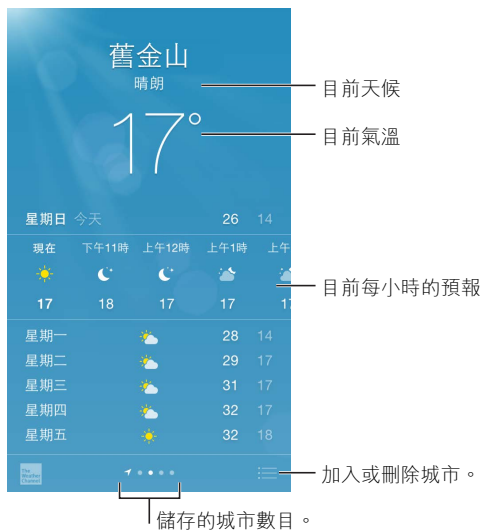 舊金山
晴朗
目前天候
17°
目前氣溫
星期日 今天 26 14
現在 下午11時 上午12時 上午1時 上午
17 18 17 17 17
目前每小時的預報
星期一 28 14
星期二 29 17
星期三 31 17
星期四 32 17
星期五 32 18
The Weather Channel
加入或刪除城市。
儲存的城市數目。